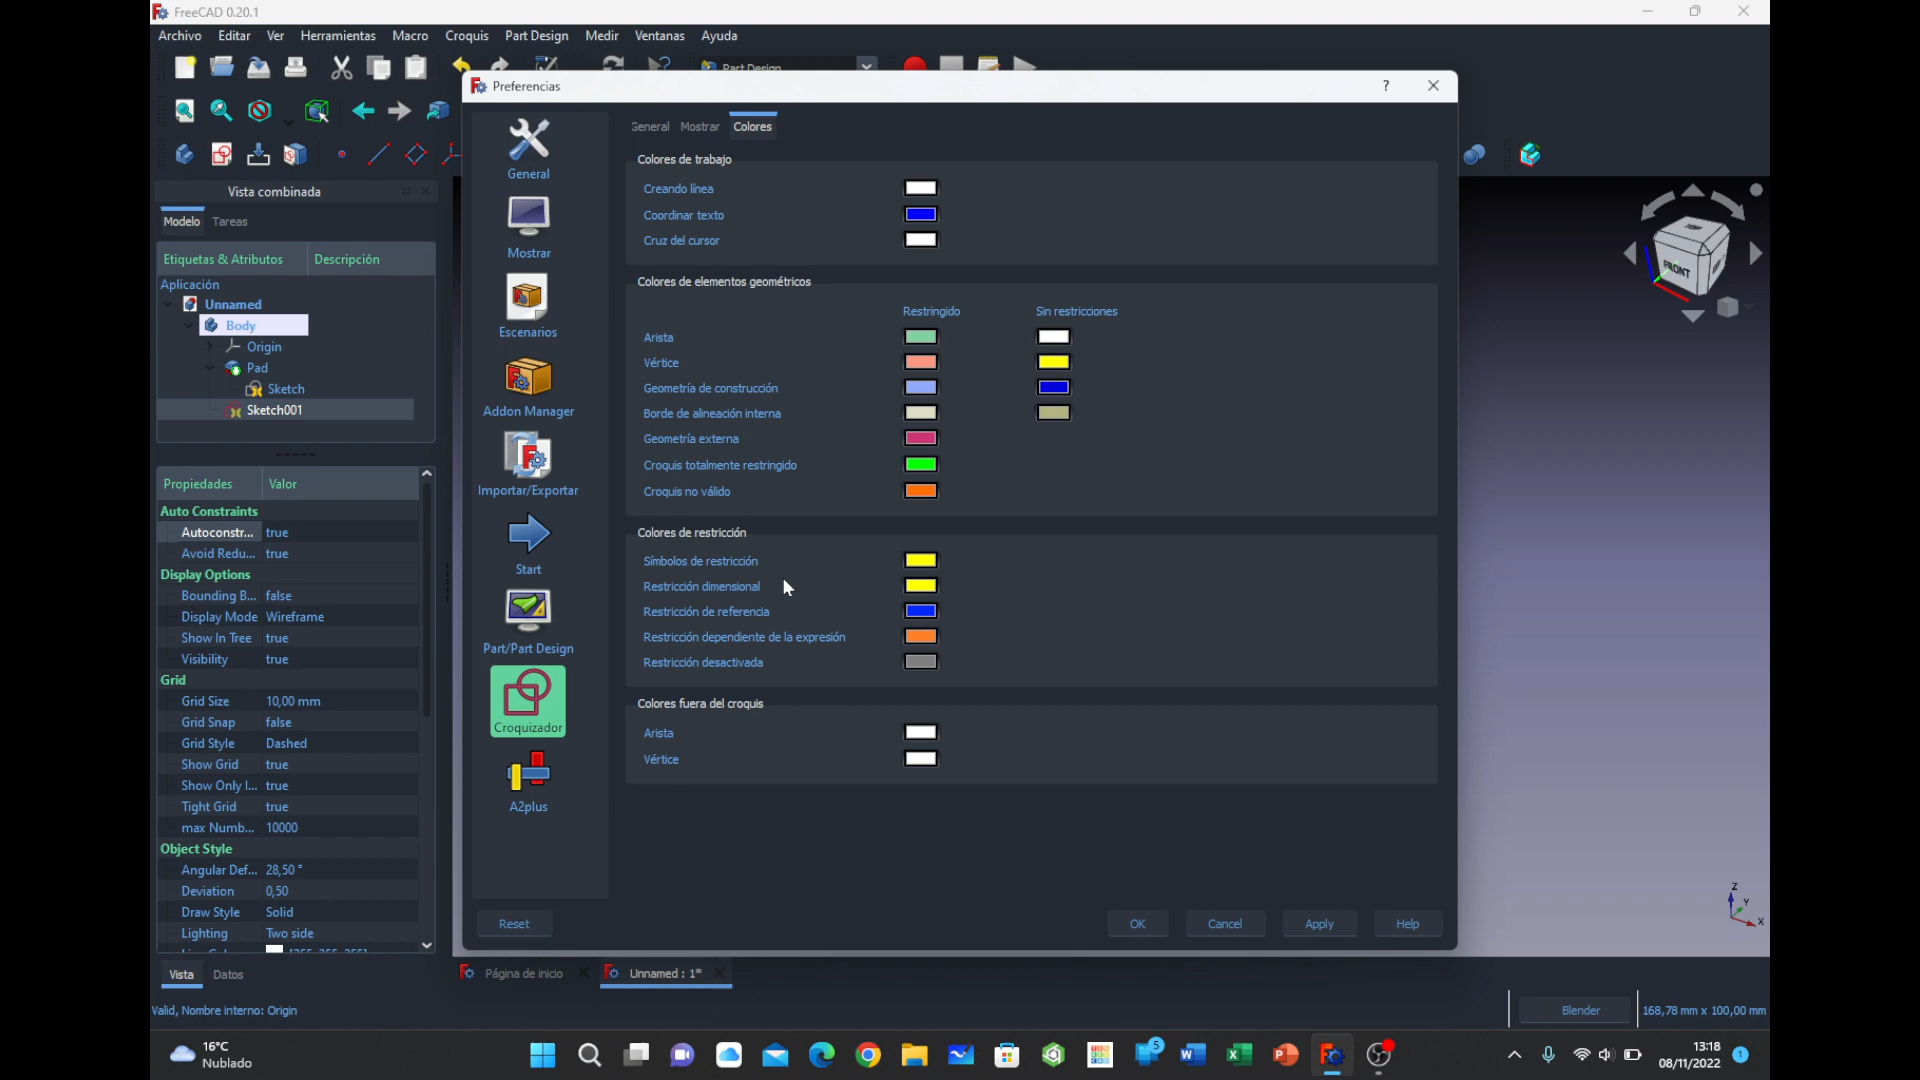 FreeCAD 0.20.1
Archivo Editar Ver Herramientas Macro Croquis Part Design Medir Ventanas Ayuda
Part Design
Preferencias
?
Vista combinada
Modelo Tareas
Etiquetas & Atributos Descripción
Aplicación
Unnamed
Body
Origin
Pad
Sketch
Sketch001
Propiedades Valor
Auto Constraints
Autoconstr... true
Avoid Redu... true
Display Options
Bounding B... false
Display Mode Wireframe
Show In Tree true
Visibility true
Grid
Grid Size 10,00 mm
Grid Snap false
Grid Style Dashed
Show Grid true
Show Only I... true
Tight Grid true
max Numb... 10000
Object Style
Angular Def... 28,50 °
Deviation 0,50
Draw Style Solid
Lighting Two side
Vista Datos
Valid, Nombre interno: Origin
General
Mostrar
Escenarios
Addon Manager
Importar/Exportar
Start
Part/Part Design
Croquizador
A2plus
General Mostrar Colores
Colores de trabajo
Creando línea
Coordinar texto
Cruz del cursor
Colores de elementos geométricos
Restringido Sin restricciones
Arista
Vértice
Geometría de construcción
Borde de alineación interna
Geometría externa
Croquis totalmente restringido
Croquis no válido
Colores de restricción
Símbolos de restricción
Restricción dimensional
Restricción de referencia
Restricción dependiente de la expresión
Restricción desactivada
Colores fuera del croquis
Arista
Vértice
Reset OK Cancel Apply Help
FRONT
Z
Y
X
Página de inicio Unnamed : 1*
Blender 168,78 mm x 100,00 mm
16°C
Nublado
5
13:18
08/11/2022
1